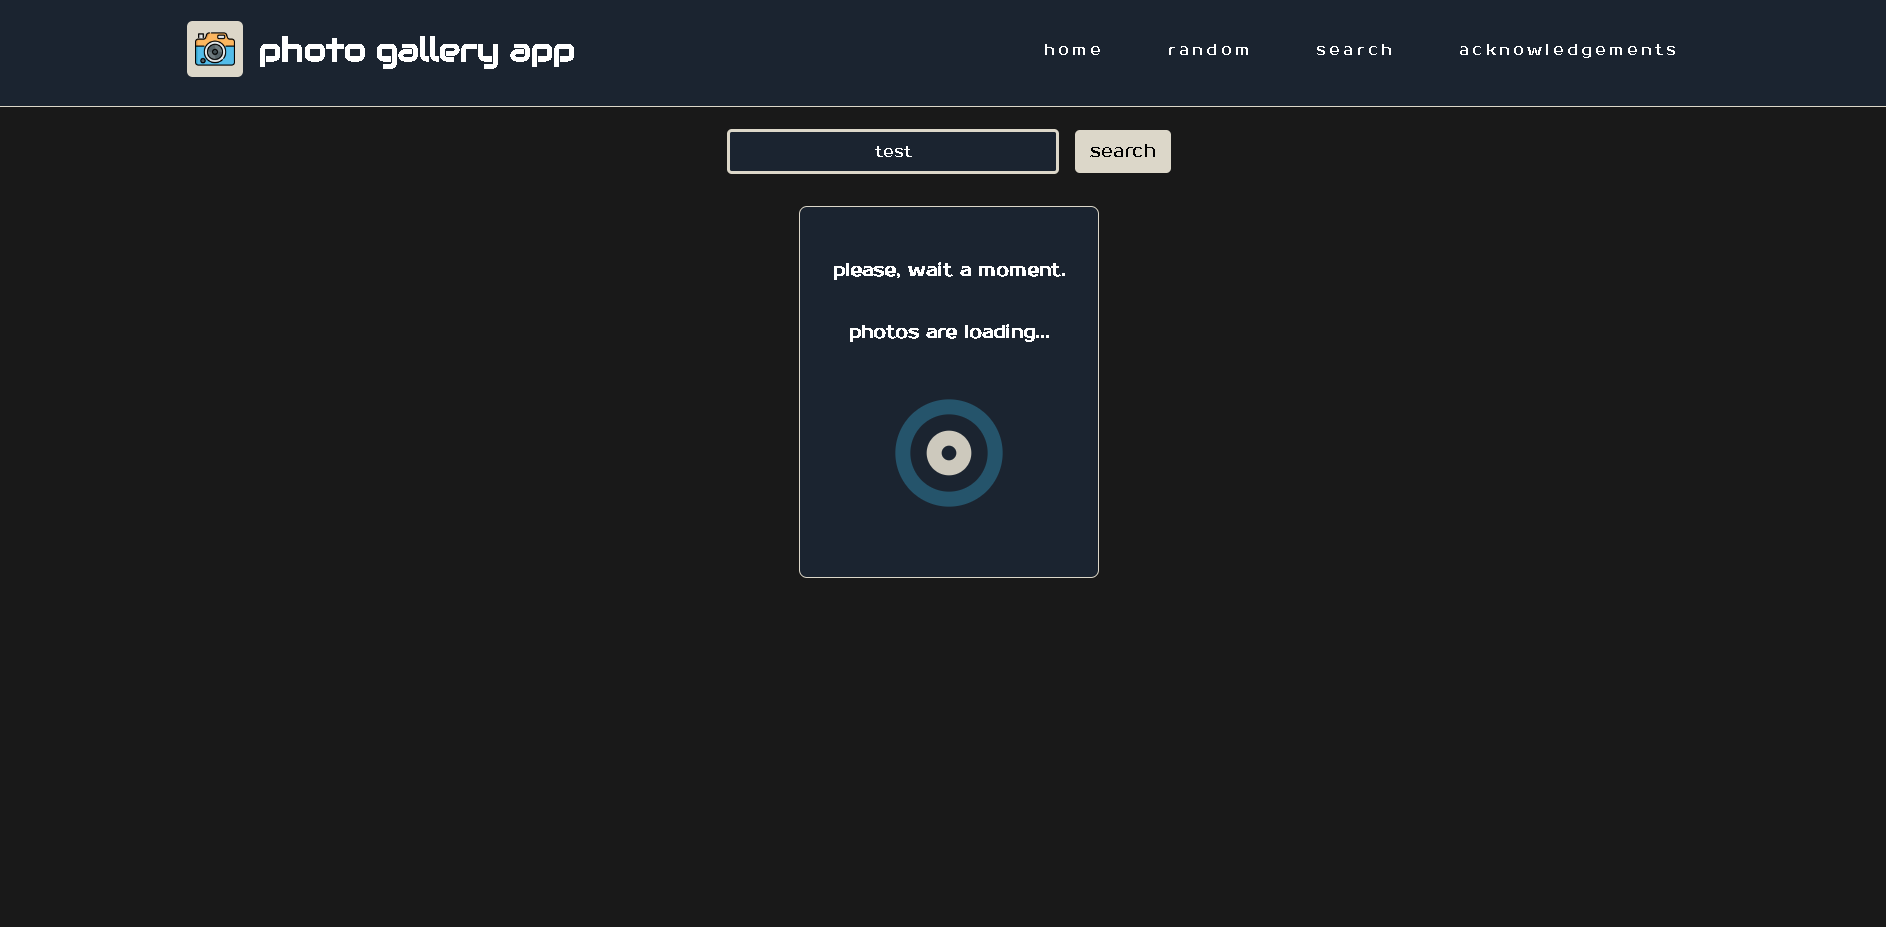 photo gallery app
home random search acknowledgements
test
search
please, wait a moment.
photos are loading...